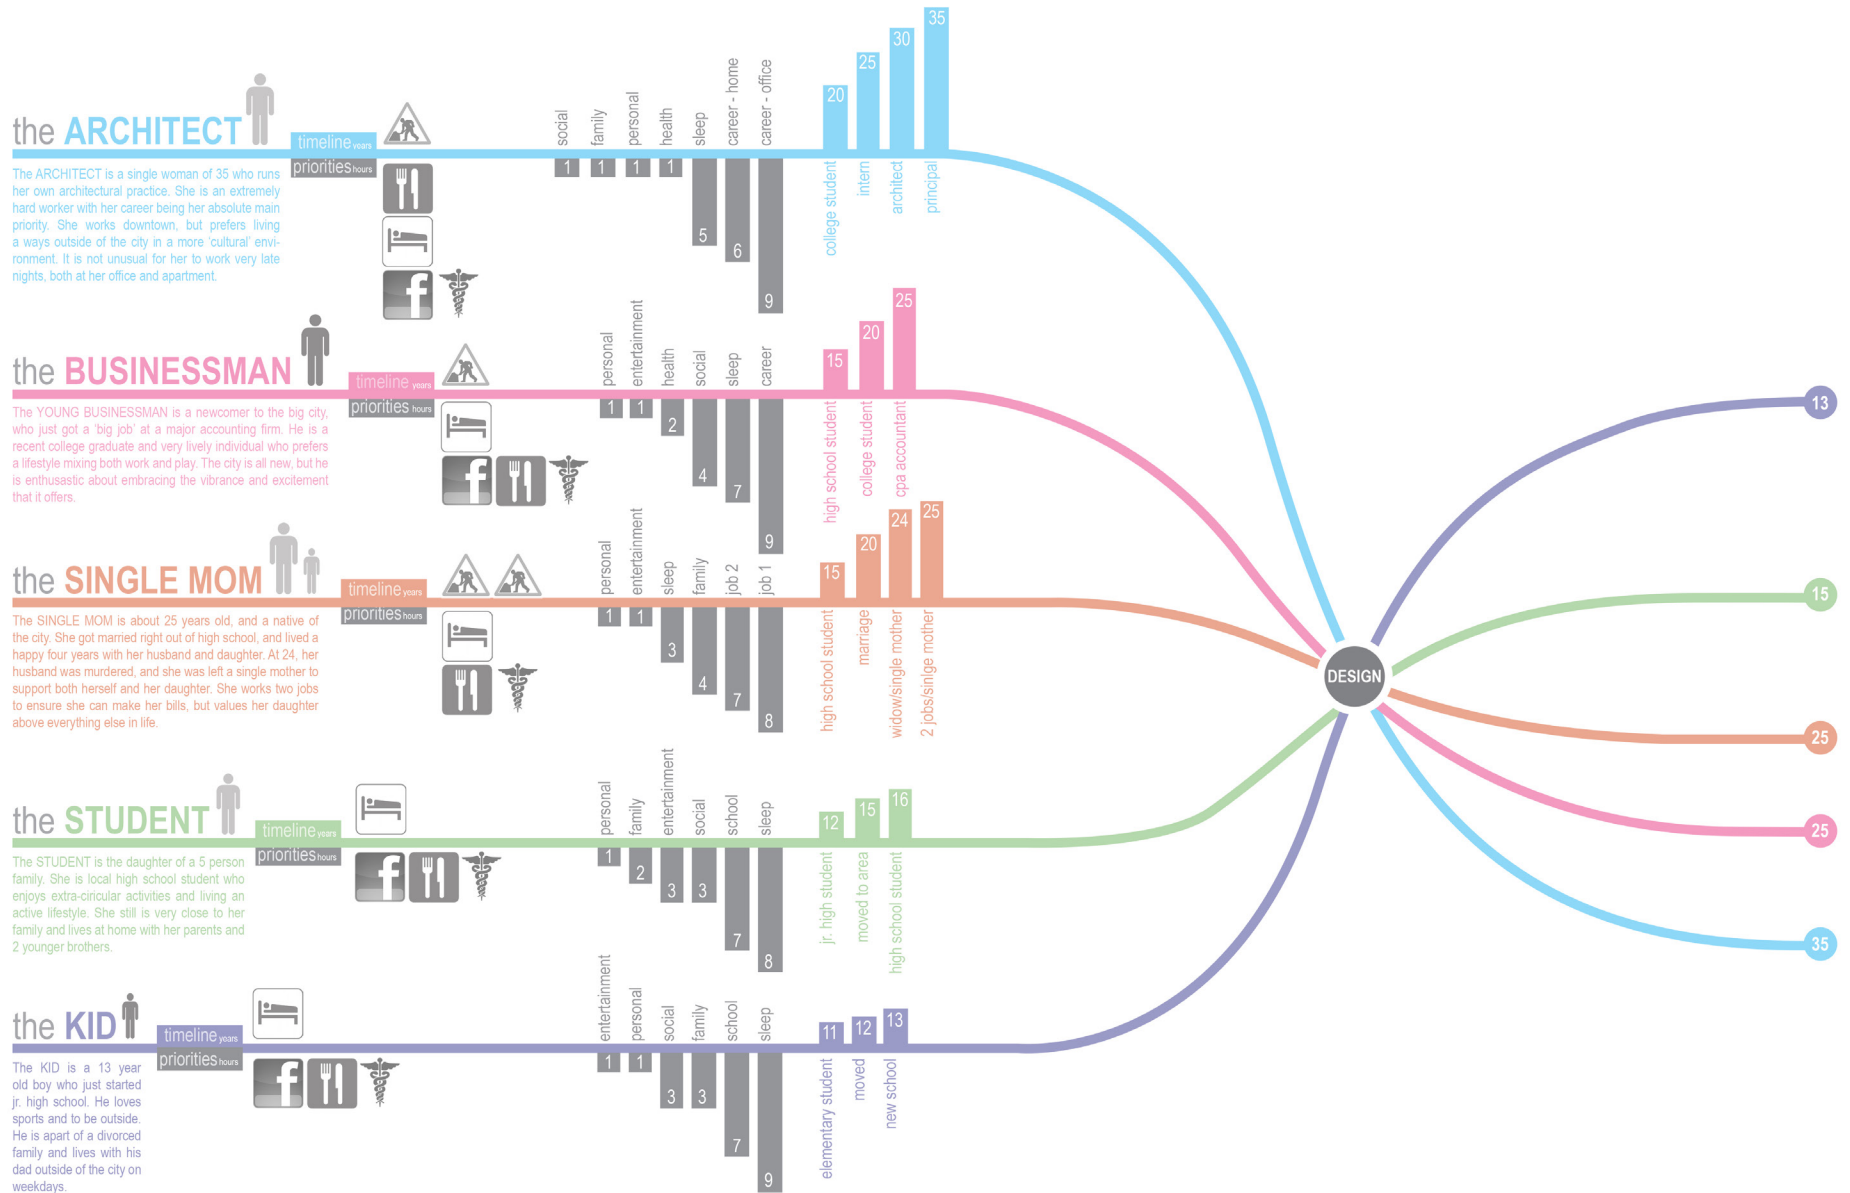 the ARCHITECT
timeline years
priorities hours
The ARCHITECT is a single woman of 35 who runs
her own architectural practice. She is an extremely
hard worker with her career being her absolute main
priority. She works downtown, but prefers living
a ways outside of the city in a more 'cultural' envi-
ronment. It is not unusual for her to work very late
nights, both at her office and apartment.
f
social
family
personal
health
sleep
career - home
career - office
1
1
1
1
5
6
9
20
25
30
35
college student
intern
architect
principal
the BUSINESSMAN
timeline years
priorities hours
The YOUNG BUSINESSMAN is a newcomer to the big city,
who just got a 'big job' at a major accounting firm. He is a
recent college graduate and very lively individual who prefers
a lifestyle mixing both work and play. The city is all new, but he
is enthusastic about embracing the vibrance and excitement
that it offers.
f
personal
entertainment
health
social
sleep
career
1
1
2
4
7
9
15
20
25
high school student
college student
cpa accountant
the SINGLE MOM
timeline years
priorities hours
The SINGLE MOM is about 25 years old, and a native of
the city. She got married right out of high school, and lived a
happy four years with her husband and daughter. At 24, her
husband was murdered, and she was left a single mother to
support both herself and her daughter. She works two jobs
to ensure she can make her bills, but values her daughter
above everything else in life.
personal
entertainment
sleep
family
job 2
job 1
1
1
3
4
7
8
15
20
24
25
high school student
marriage
widow/single mother
2 jobs/sinlge mother
the STUDENT
timeline years
priorities hours
The STUDENT is the daughter of a 5 person
family. She is local high school student who
enjoys extra-ciricular activities and living an
active lifestyle. She still is very close to her
family and lives at home with her parents and
2 younger brothers.
f
personal
family
entertainment
social
school
sleep
1
2
3
3
7
8
12
15
16
jr. high student
moved to area
high school student
the KID
timeline years
priorities hours
The KID is a 13 year
old boy who just started
jr. high school. He loves
sports and to be outside.
He is apart of a divorced
family and lives with his
dad outside of the city on
weekdays.
f
entertainment
personal
social
family
school
sleep
1
1
3
3
7
9
11
12
13
elementary student
moved
new school
DESIGN
13
15
25
25
35